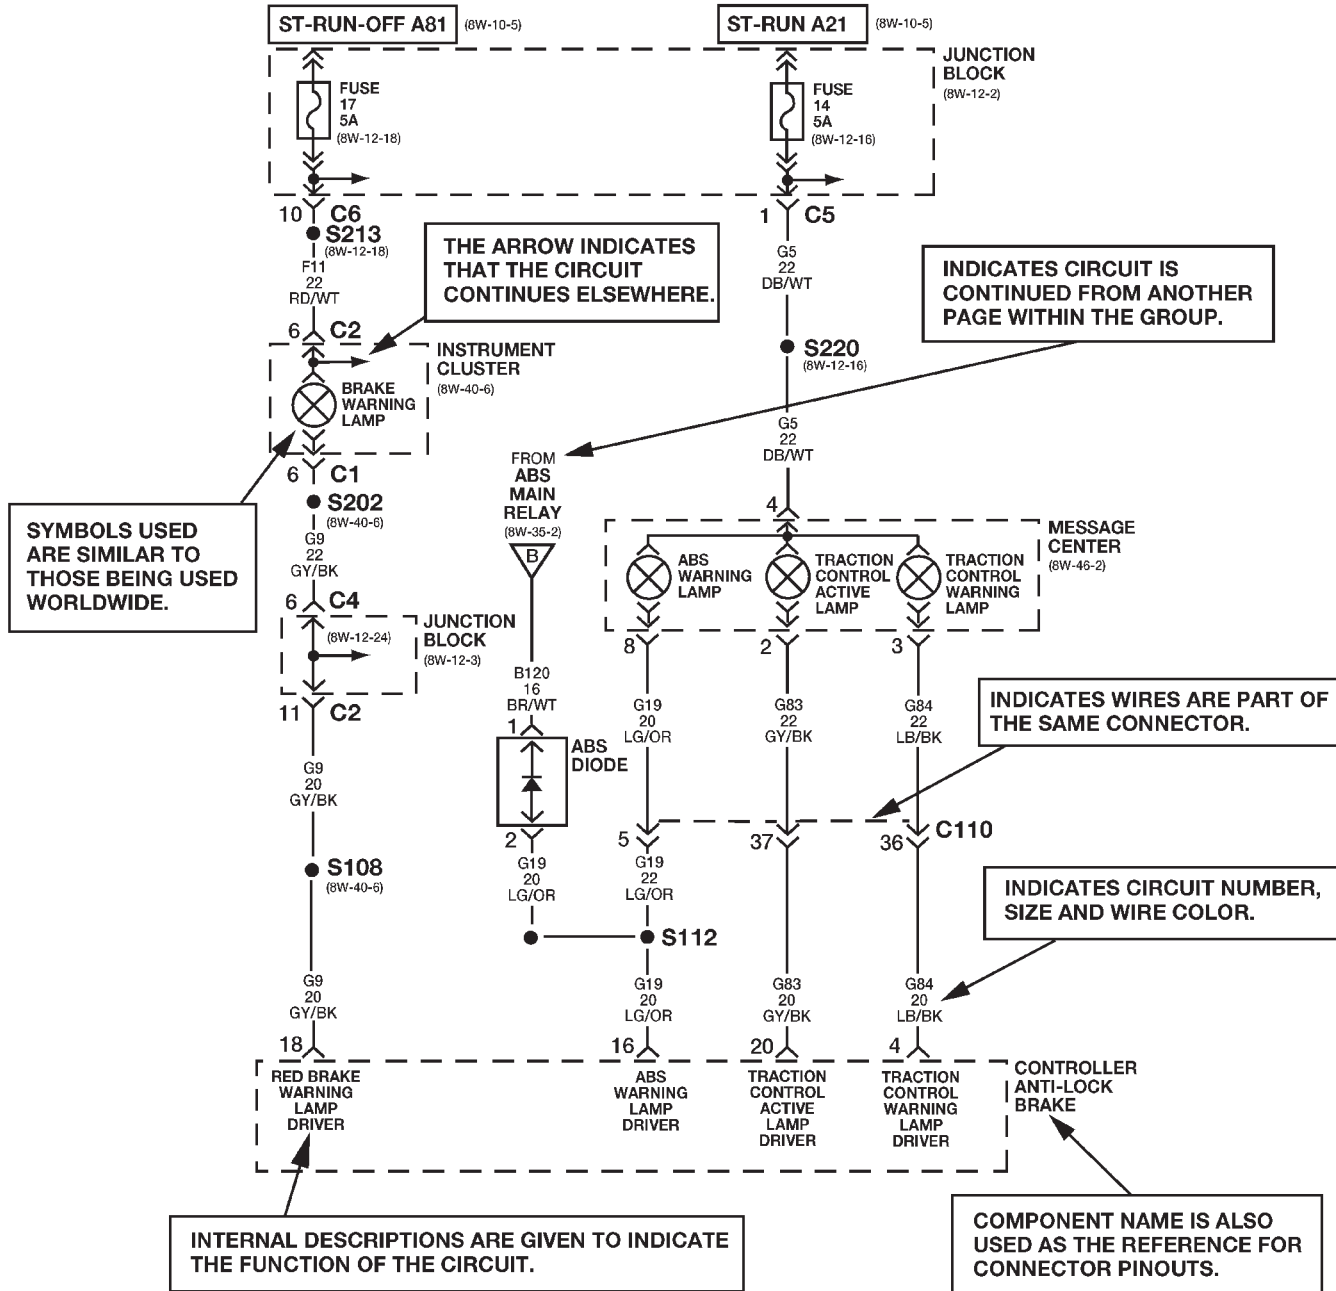 ST-RUN-OFF A81
(8W-10-5)
ST-RUN A21
(8W-10-5)
JUNCTION
BLOCK
(8W-12-2)
FUSE
17
5A
(8W-12-18)
FUSE
14
5A
(8W-12-16)
10
C6
S213
(8W-12-18)
F11
22
RD/WT
6
C2
1
C5
G5
22
DB/WT
THE ARROW INDICATES
THAT THE CIRCUIT
CONTINUES ELSEWHERE.
INDICATES CIRCUIT IS
CONTINUED FROM ANOTHER
PAGE WITHIN THE GROUP.
INSTRUMENT
CLUSTER
(8W-40-6)
BRAKE
WARNING
LAMP
S220
(8W-12-16)
G5
22
DB/WT
6
C1
S202
(8W-40-6)
G9
22
GY/BK
6
C4
SYMBOLS USED
ARE SIMILAR TO
THOSE BEING USED
WORLDWIDE.
FROM
ABS
MAIN
RELAY
(8W-35-2)
B
4
MESSAGE
CENTER
(8W-46-2)
ABS
WARNING
LAMP
TRACTION
CONTROL
ACTIVE
LAMP
TRACTION
CONTROL
WARNING
LAMP
(8W-12-24)
JUNCTION
BLOCK
(8W-12-3)
8
2
3
11
C2
B120
16
BR/WT
1
G19
20
LG/OR
G83
22
GY/BK
G84
22
LB/BK
INDICATES WIRES ARE PART OF
THE SAME CONNECTOR.
ABS
DIODE
G9
20
GY/BK
2
5
37
36
C110
S108
(8W-40-6)
G19
20
LG/OR
G19
22
LG/OR
INDICATES CIRCUIT NUMBER,
SIZE AND WIRE COLOR.
S112
G9
20
GY/BK
G19
20
LG/OR
G83
20
GY/BK
G84
20
LB/BK
18
16
20
4
RED BRAKE
WARNING
LAMP
DRIVER
ABS
WARNING
LAMP
DRIVER
TRACTION
CONTROL
ACTIVE
LAMP
DRIVER
TRACTION
CONTROL
WARNING
LAMP
DRIVER
CONTROLLER
ANTI-LOCK
BRAKE
INTERNAL DESCRIPTIONS ARE GIVEN TO INDICATE
THE FUNCTION OF THE CIRCUIT.
COMPONENT NAME IS ALSO
USED AS THE REFERENCE FOR
CONNECTOR PINOUTS.